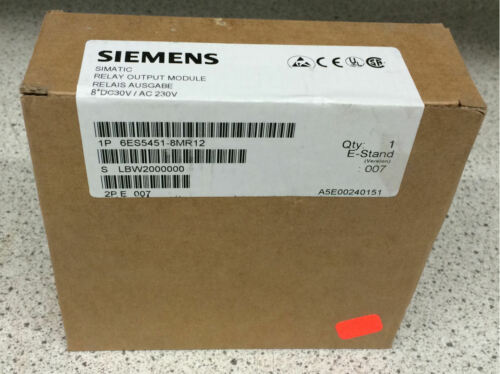 SIEMENS
SIMATIC
RELAY OUTPUT MODULE
RELAIS AUSGABE
8*DC30V / AC 230V
1P 6ES5451-8MR12
Qty: 1
E-Stand
(Version)
: 007
S LBW2000000
2P E 007
A5E00240151